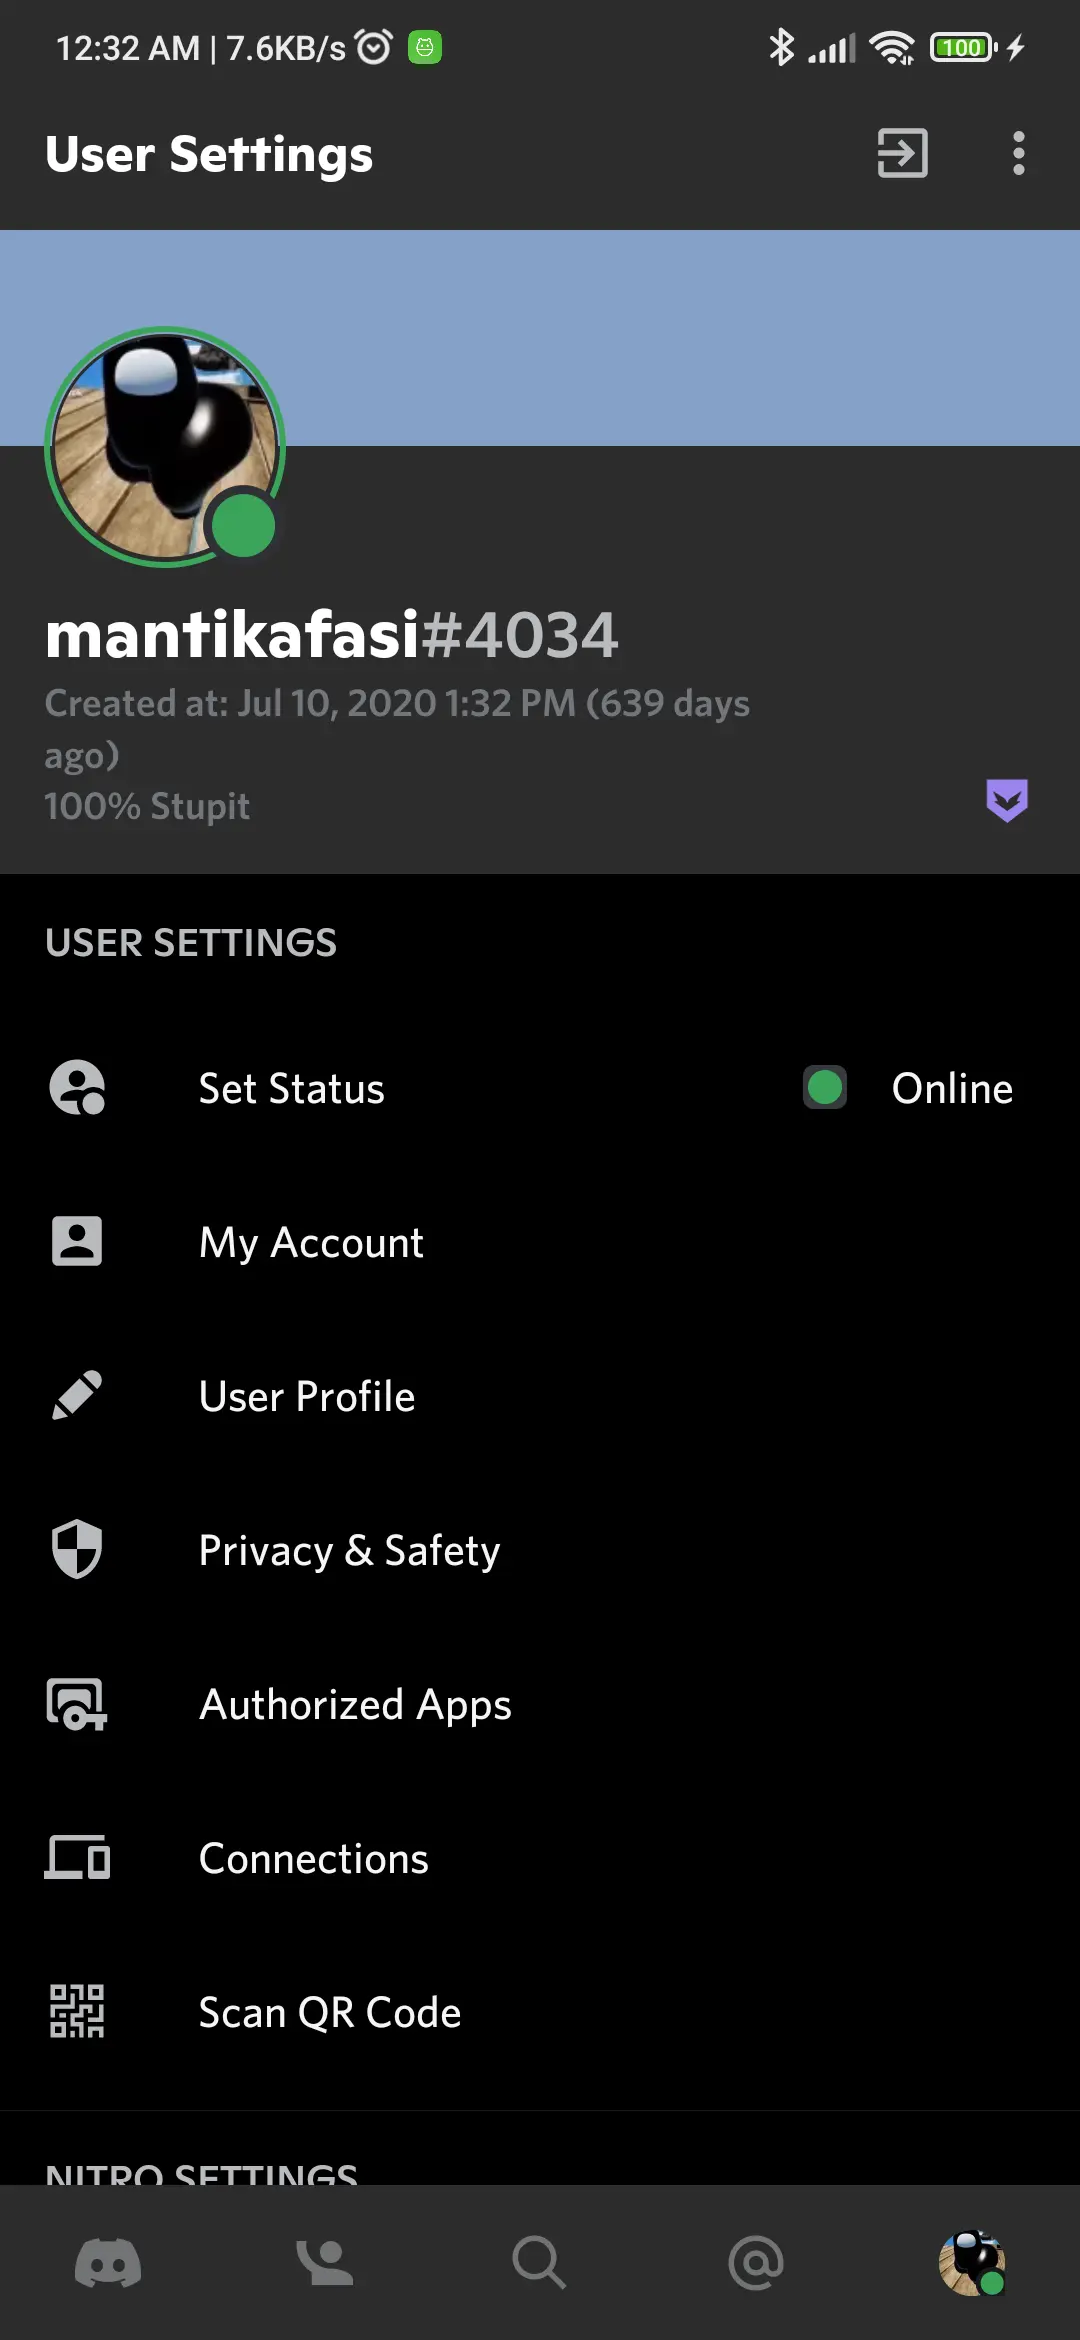 12:32 AM | 7.6KB/s 100
User Settings
mantikafasi#4034
Created at: Jul 10, 2020 1:32 PM (639 days
ago)
100% Stupit
USER SETTINGS
Set Status Online
My Account
User Profile
Privacy & Safety
Authorized Apps
Connections
Scan QR Code
NITRO SETTINGS